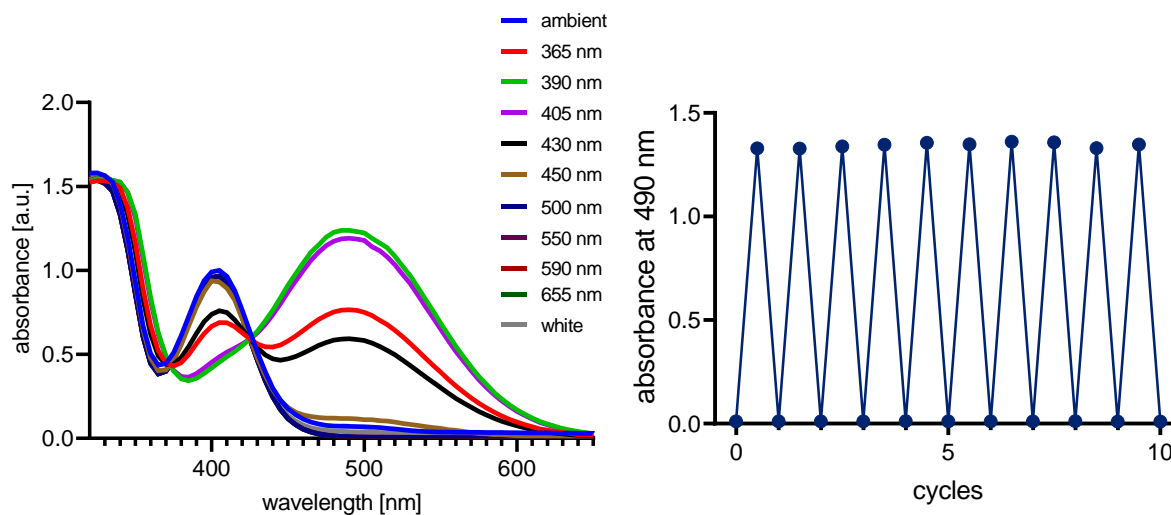 ambient
365 nm
390 nm
405 nm
430 nm
450 nm
500 nm
550 nm
590 nm
655 nm
white
absorbance [a.u.]
2.0
1.5
1.0
0.5
0.0
400
500
600
wavelength [nm]
absorbance at 490 nm
1.5
1.0
0.5
0.0
0
5
10
cycles